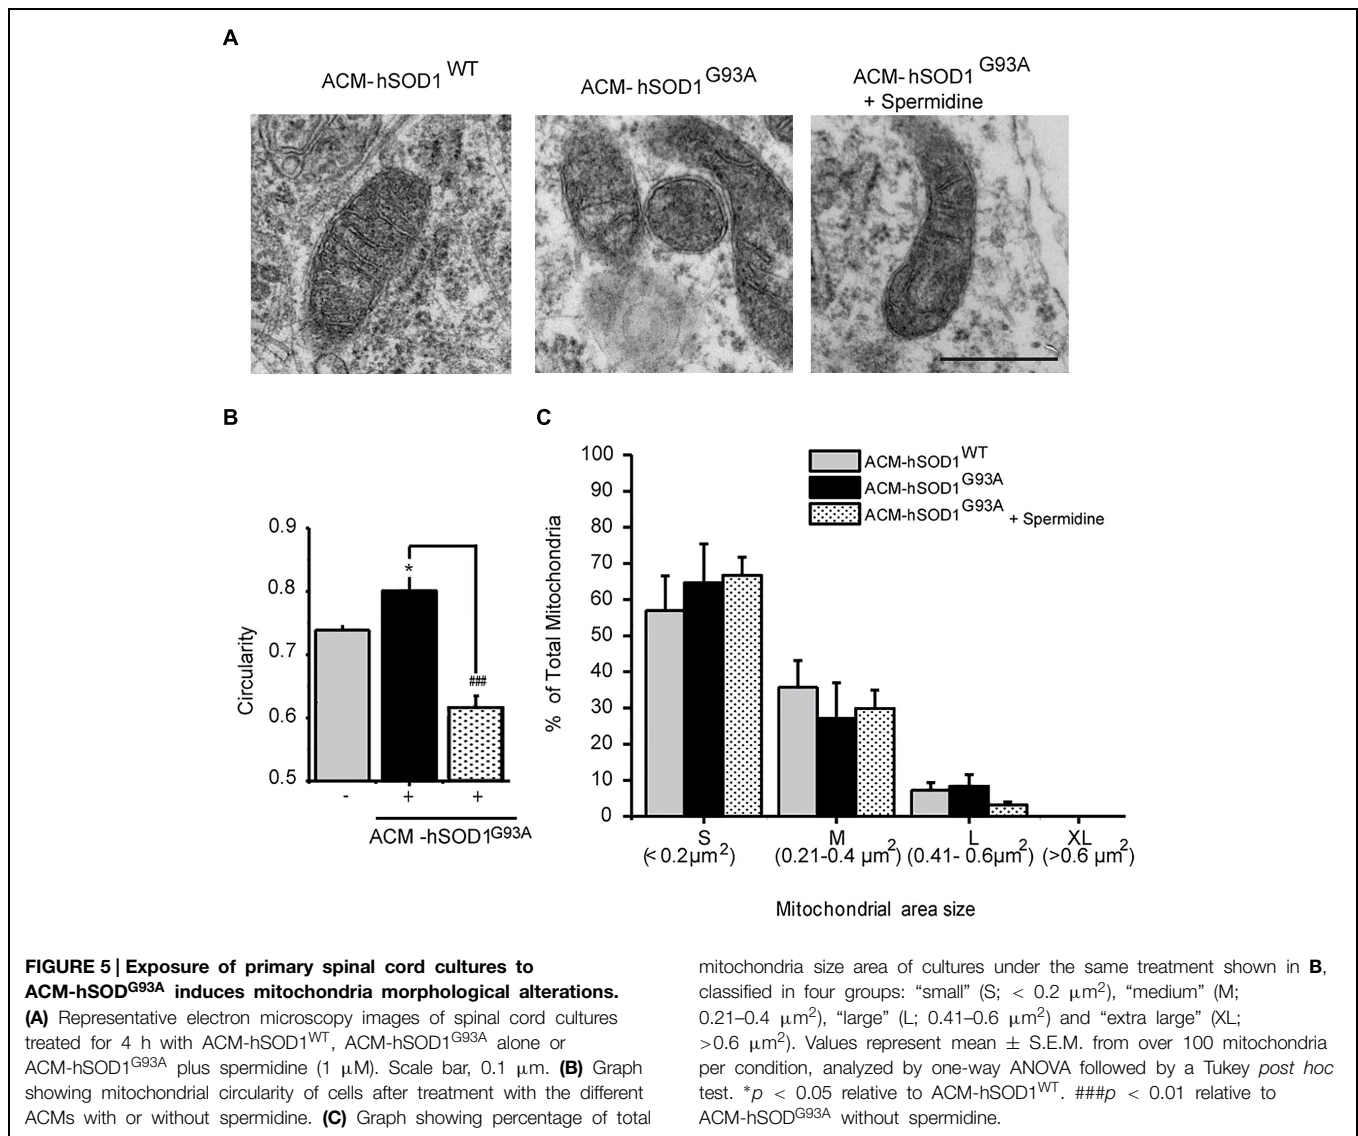 A
ACM-hSOD1 WT
ACM-hSOD1 G93A
ACM-hSOD1 G93A
+ Spermidine
B
Circularity
0.9
0.8
0.7
0.6
0.5
*
###
- + +
ACM -hSOD1G93A
C
% of Total Mitochondria
100
90
80
70
60
50
40
30
20
10
0
ACM-hSOD1WT
ACM-hSOD1G93A
ACM-hSOD1G93A + Spermidine
S M L XL
(< 0.2µm2) (0.21-0.4 µm2) (0.41- 0.6µm2) (>0.6 µm2)
Mitochondrial area size
FIGURE 5 | Exposure of primary spinal cord cultures to
ACM-hSODG93A induces mitochondria morphological alterations.
(A) Representative electron microscopy images of spinal cord cultures
treated for 4 h with ACM-hSOD1WT, ACM-hSOD1G93A alone or
ACM-hSOD1G93A plus spermidine (1 µM). Scale bar, 0.1 µm. (B) Graph
showing mitochondrial circularity of cells after treatment with the different
ACMs with or without spermidine. (C) Graph showing percentage of total
mitochondria size area of cultures under the same treatment shown in B,
classified in four groups: “small” (S; < 0.2 µm2), “medium” (M;
0.21–0.4 µm2), “large” (L; 0.41–0.6 µm2) and “extra large” (XL;
>0.6 µm2). Values represent mean ± S.E.M. from over 100 mitochondria
per condition, analyzed by one-way ANOVA followed by a Tukey post hoc
test. *p < 0.05 relative to ACM-hSOD1WT. ###p < 0.01 relative to
ACM-hSODG93A without spermidine.